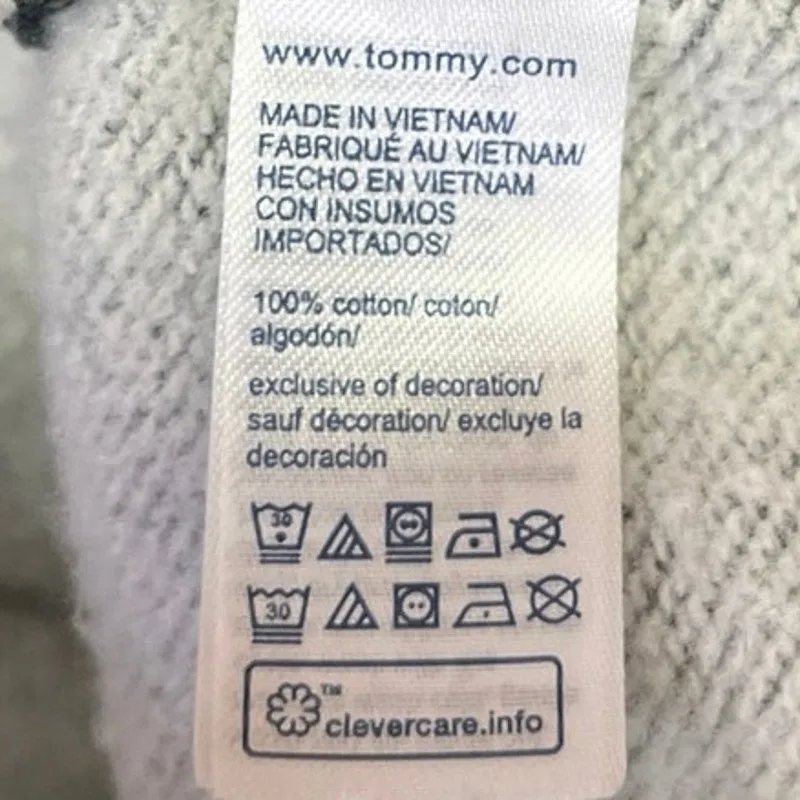 www.tommy.com
MADE IN VIETNAM/
FABRIQUÉ AU VIETNAM/
HECHO EN VIETNAM
CON INSUMOS
IMPORTADOS/
100% cotton/ coton/
algodón/
exclusive of decoration/
sauf décoration/ excluye la
decoración
30
30
™
clevercare.info